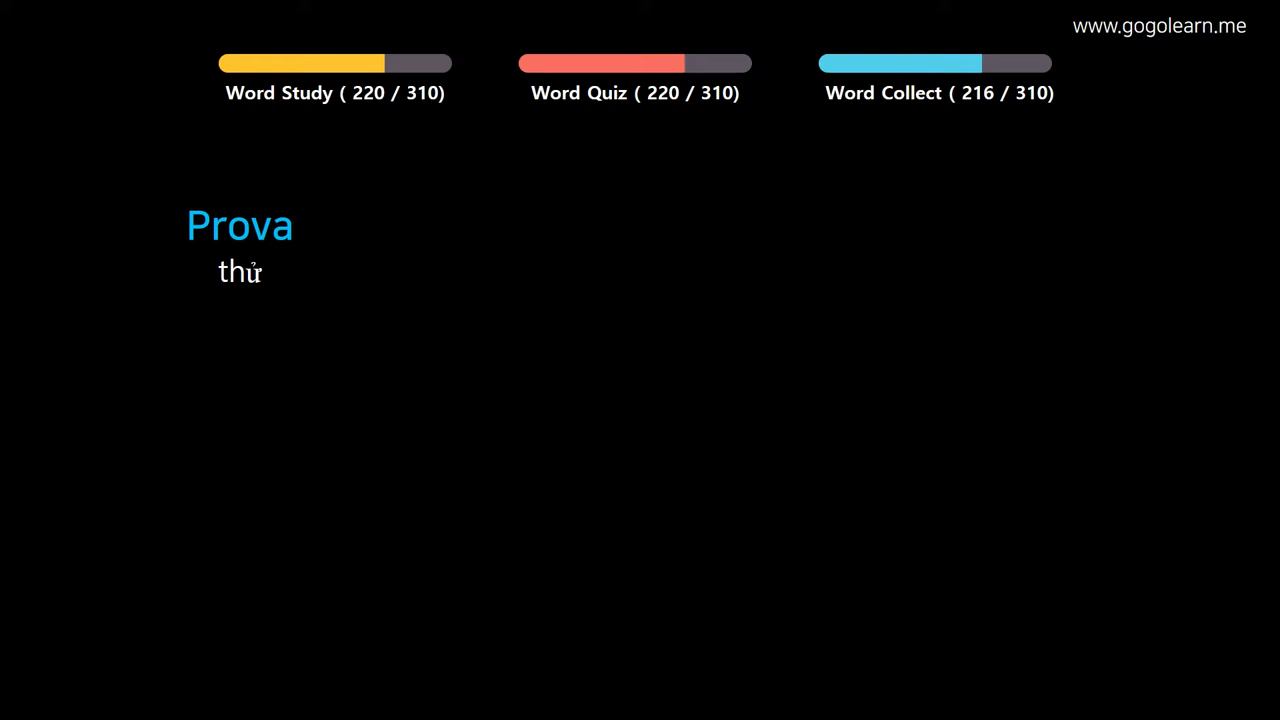 www.gogolearn.me
Word Study ( 220 / 310)
Word Quiz ( 220 / 310)
Word Collect ( 216 / 310)
Prova
thử